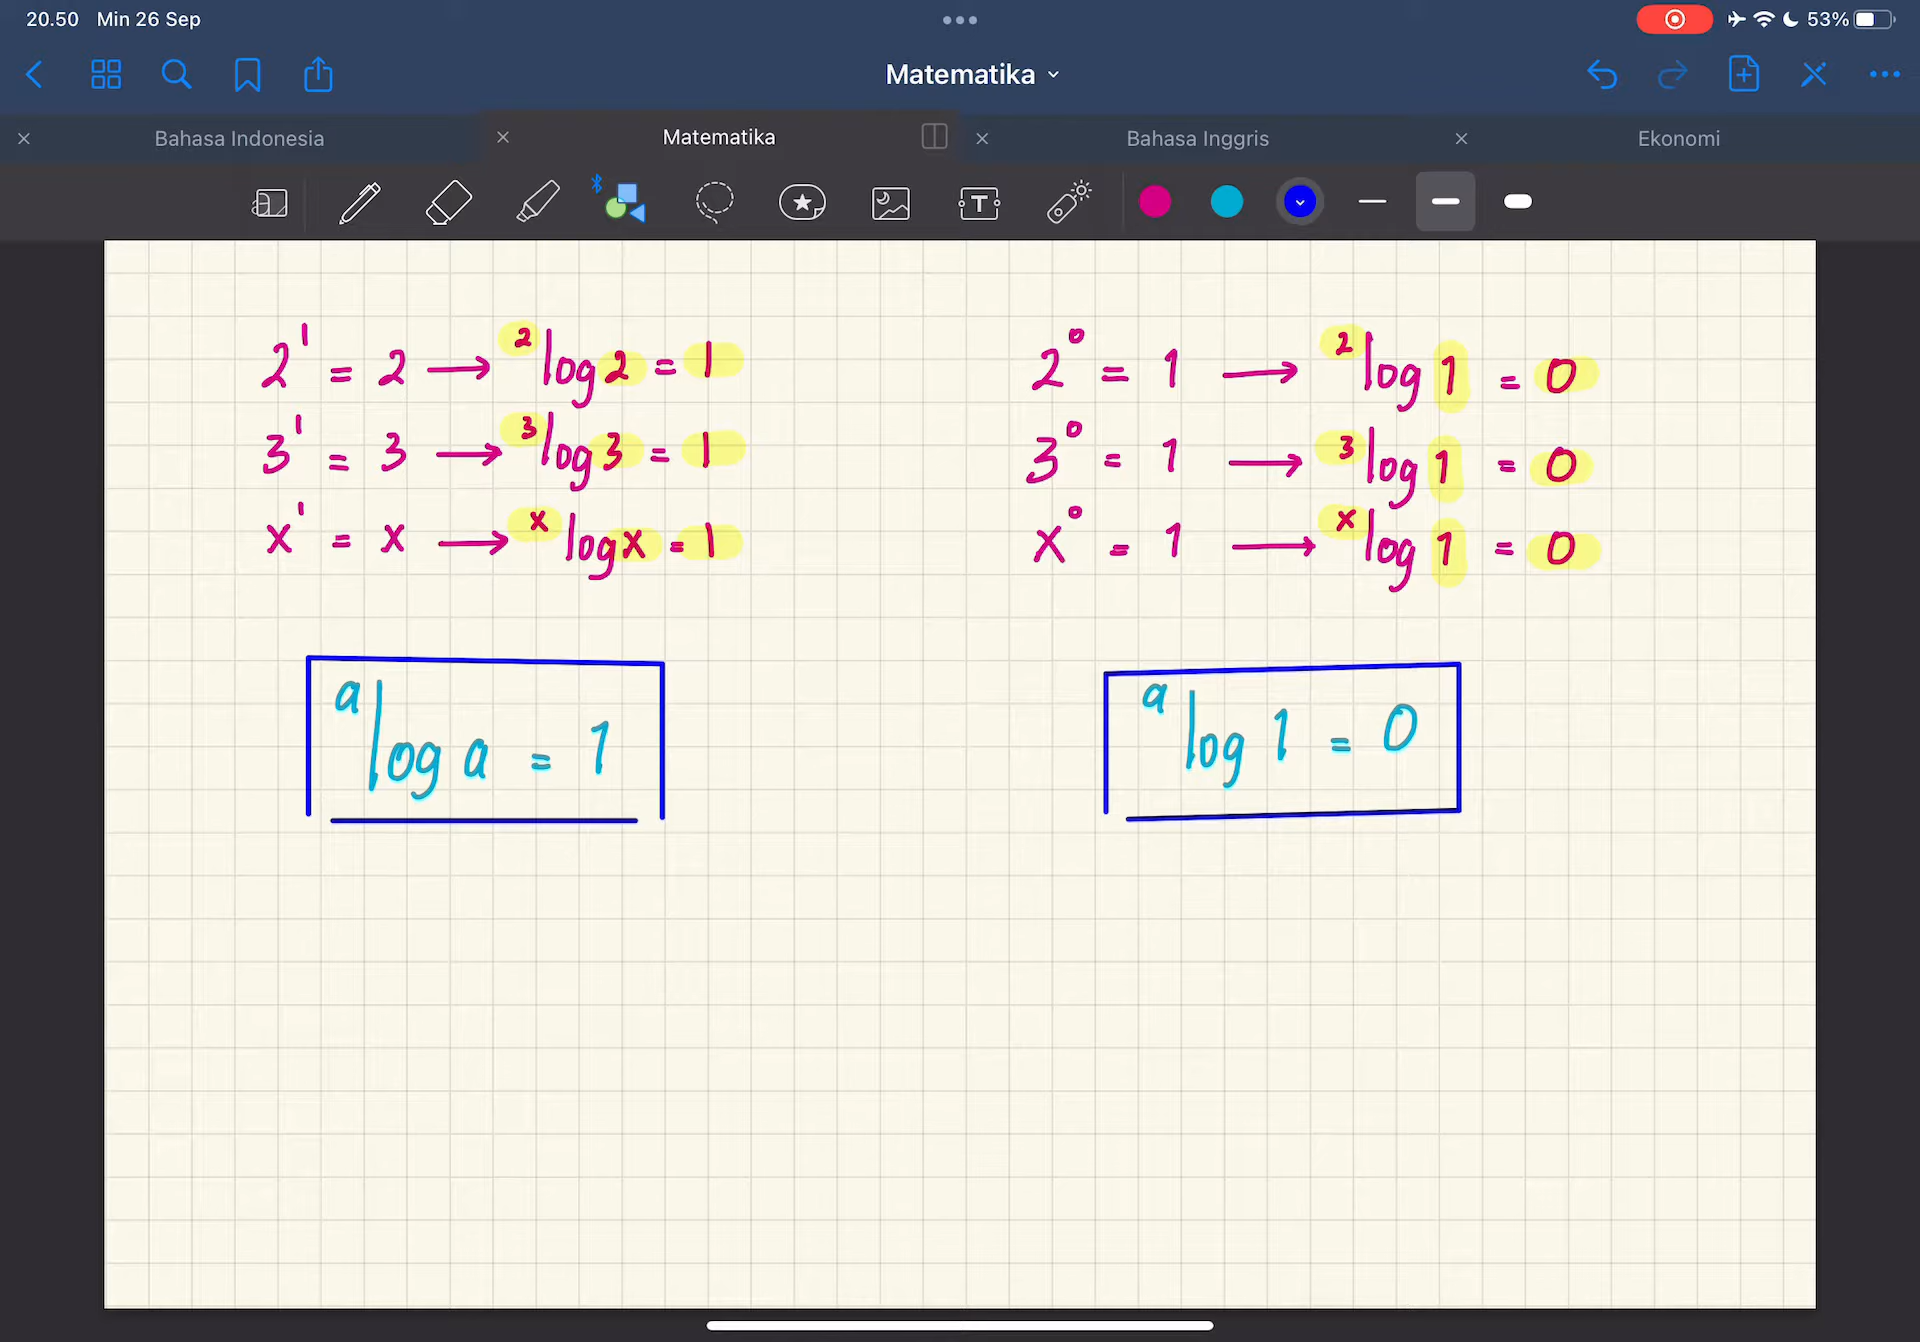 20.50 Min 26 Sep 53%
Matematika
Bahasa Indonesia Matematika Bahasa Inggris Ekonomi
T
2¹ = 2 → ²log 2 = 1
3¹ = 3 → ³log 3 = 1
x¹ = x → ˣlog x = 1
2⁰ = 1 → ²log 1 = 0
3⁰ = 1 → ³log 1 = 0
x⁰ = 1 → ˣlog 1 = 0
ᵃlog a = 1
ᵃlog 1 = 0